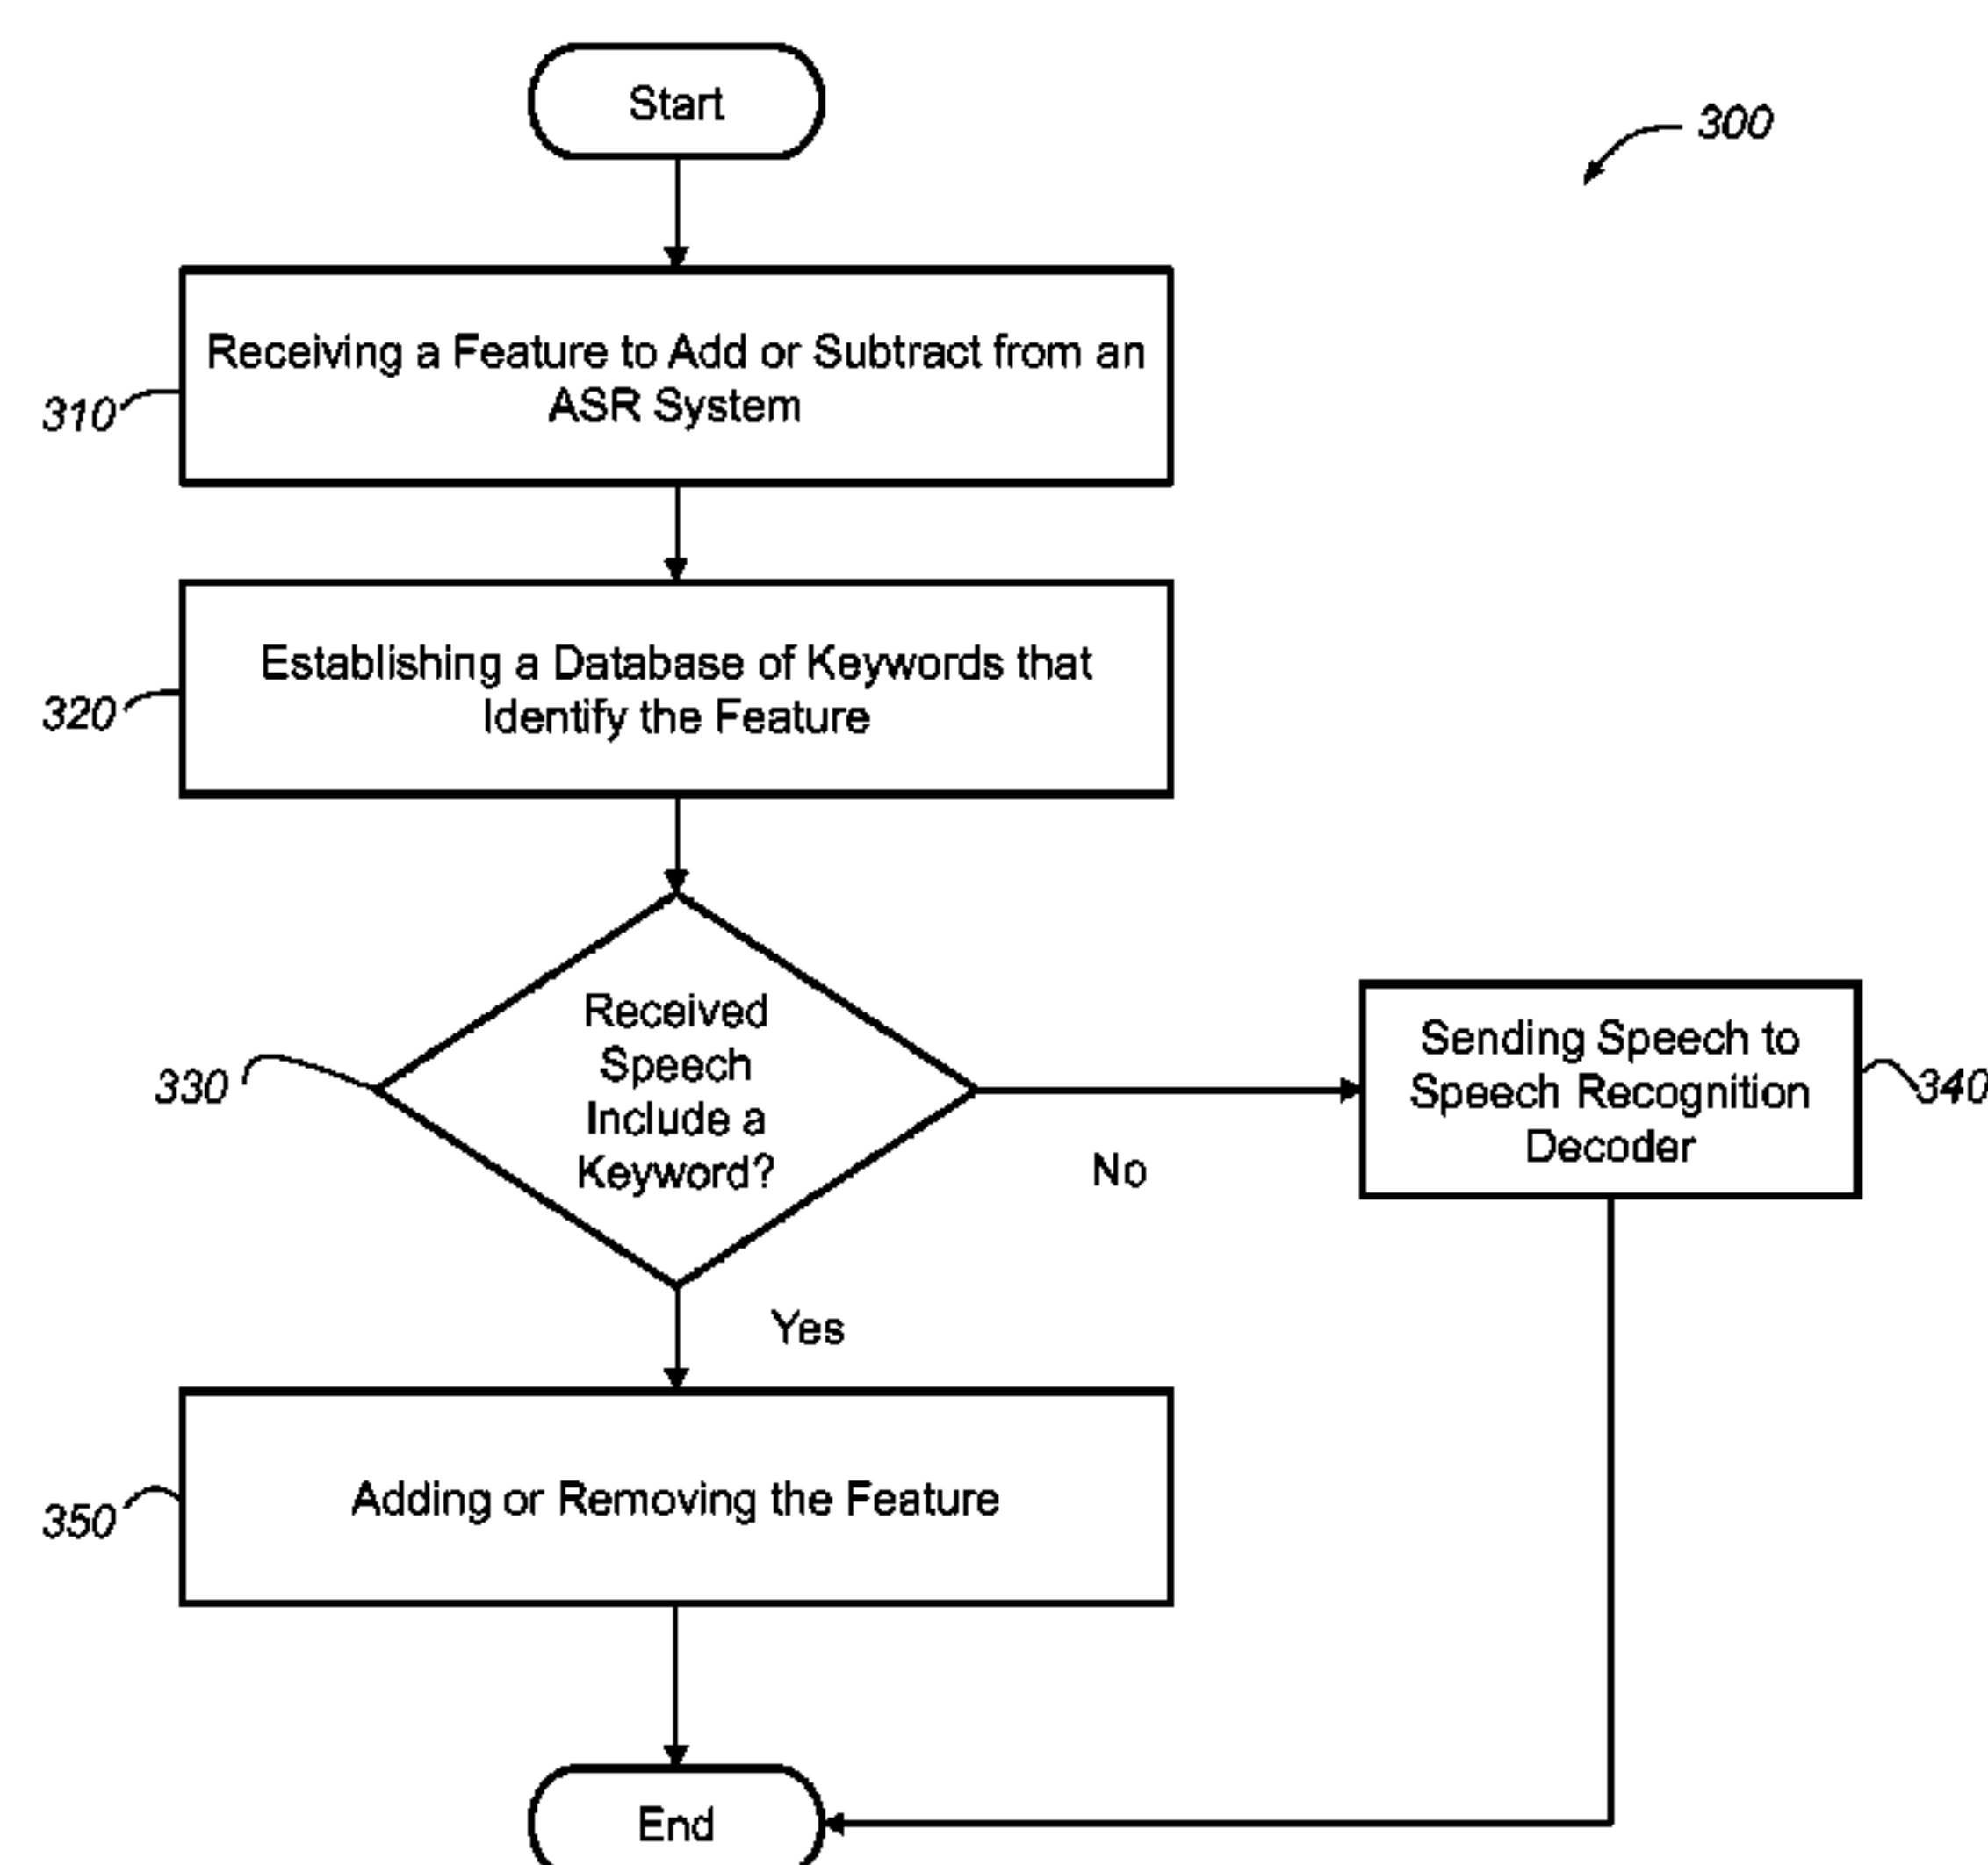 Start
300
Receiving a Feature to Add or Subtract from an
ASR System
310
Establishing a Database of Keywords that
Identify the Feature
320
Received
Speech
Include a
Keyword?
330
No
Sending Speech to
Speech Recognition
Decoder
340
Yes
Adding or Removing the Feature
350
End